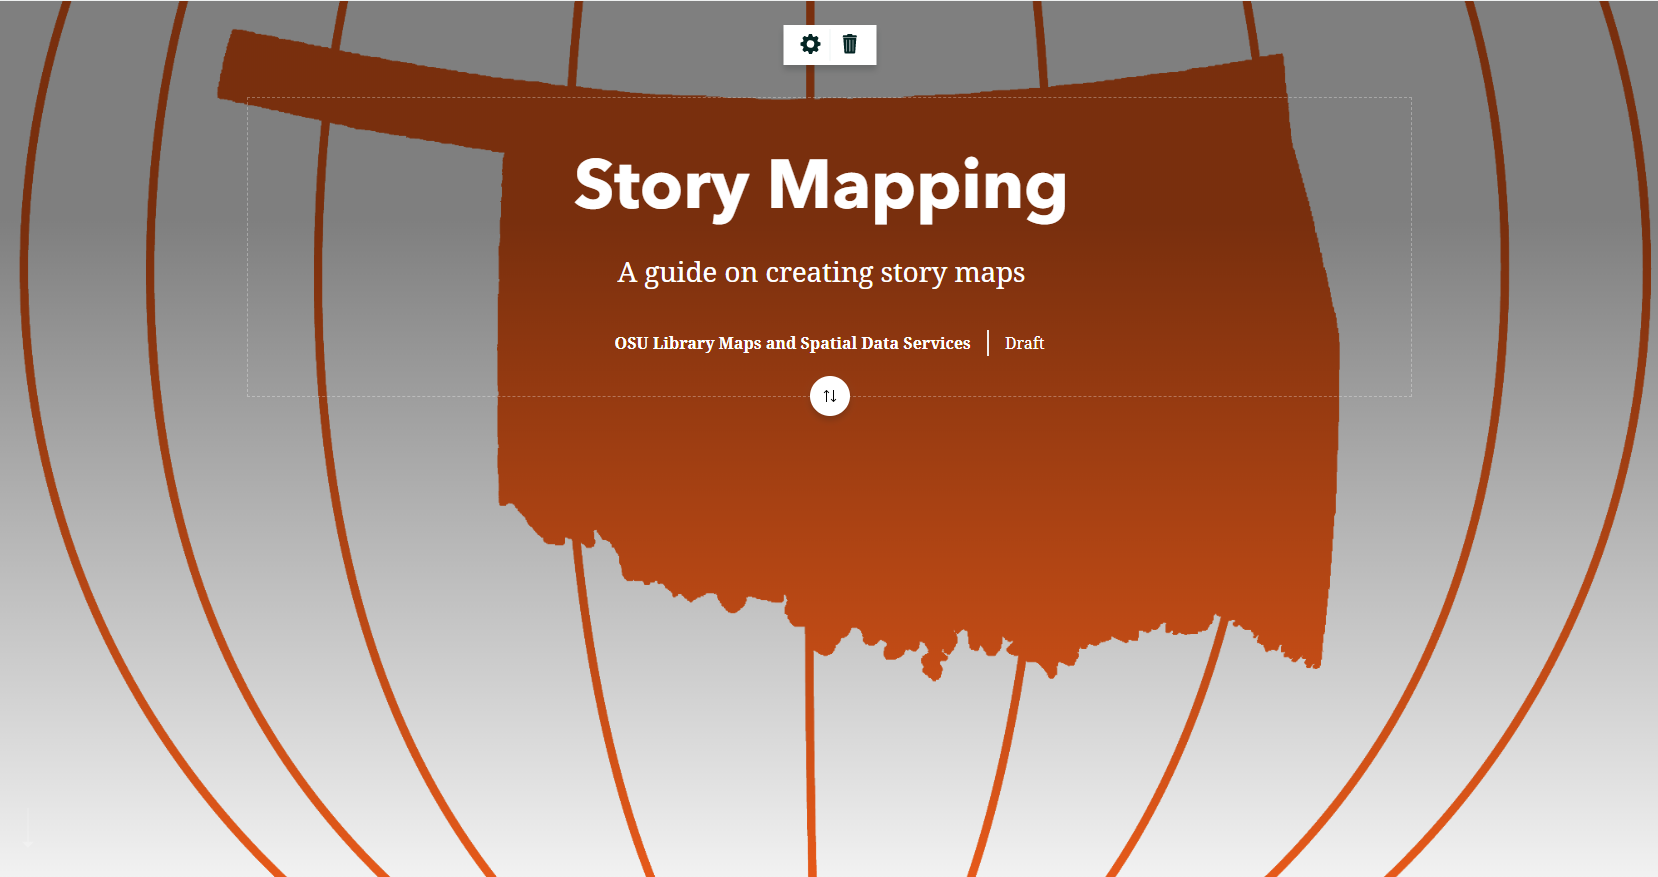 Story Mapping
A guide on creating story maps
OSU Library Maps and Spatial Data Services | Draft